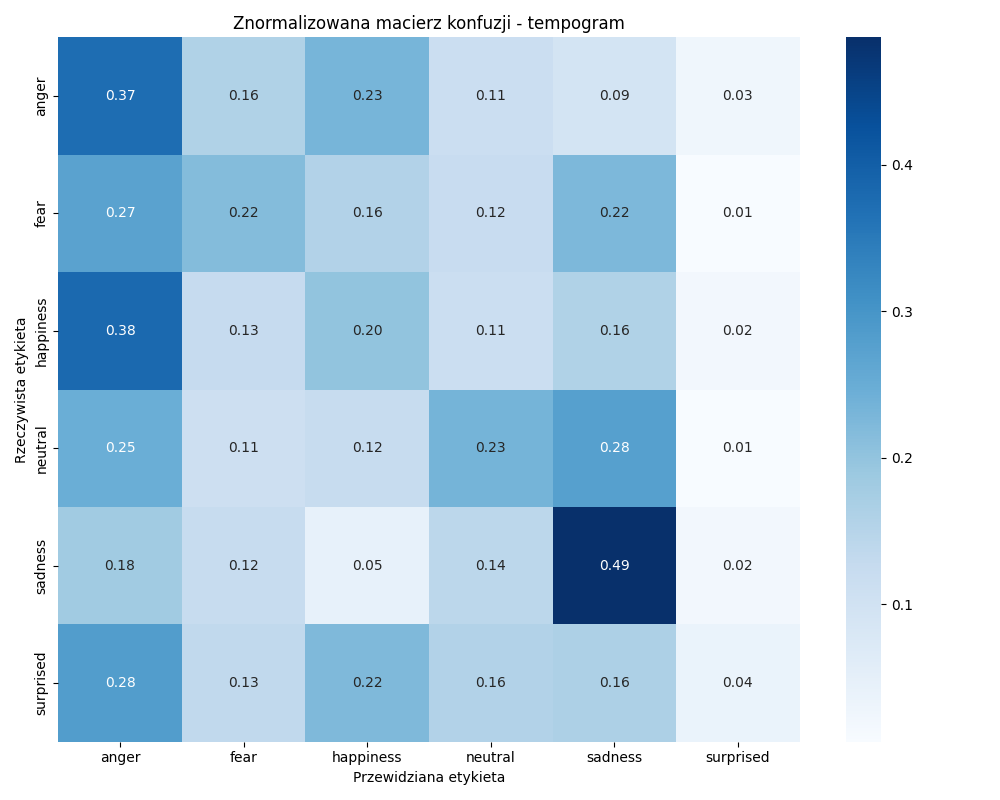 Znormalizowana macierz konfuzji - tempogram
anger 0.37 0.16 0.23 0.11 0.09 0.03
fear 0.27 0.22 0.16 0.12 0.22 0.01
happiness 0.38 0.13 0.20 0.11 0.16 0.02
neutral 0.25 0.11 0.12 0.23 0.28 0.01
sadness 0.18 0.12 0.05 0.14 0.49 0.02
surprised 0.28 0.13 0.22 0.16 0.16 0.04
Rzeczywista etykieta
anger fear happiness neutral sadness surprised
Przewidziana etykieta
0.4
0.3
0.2
0.1